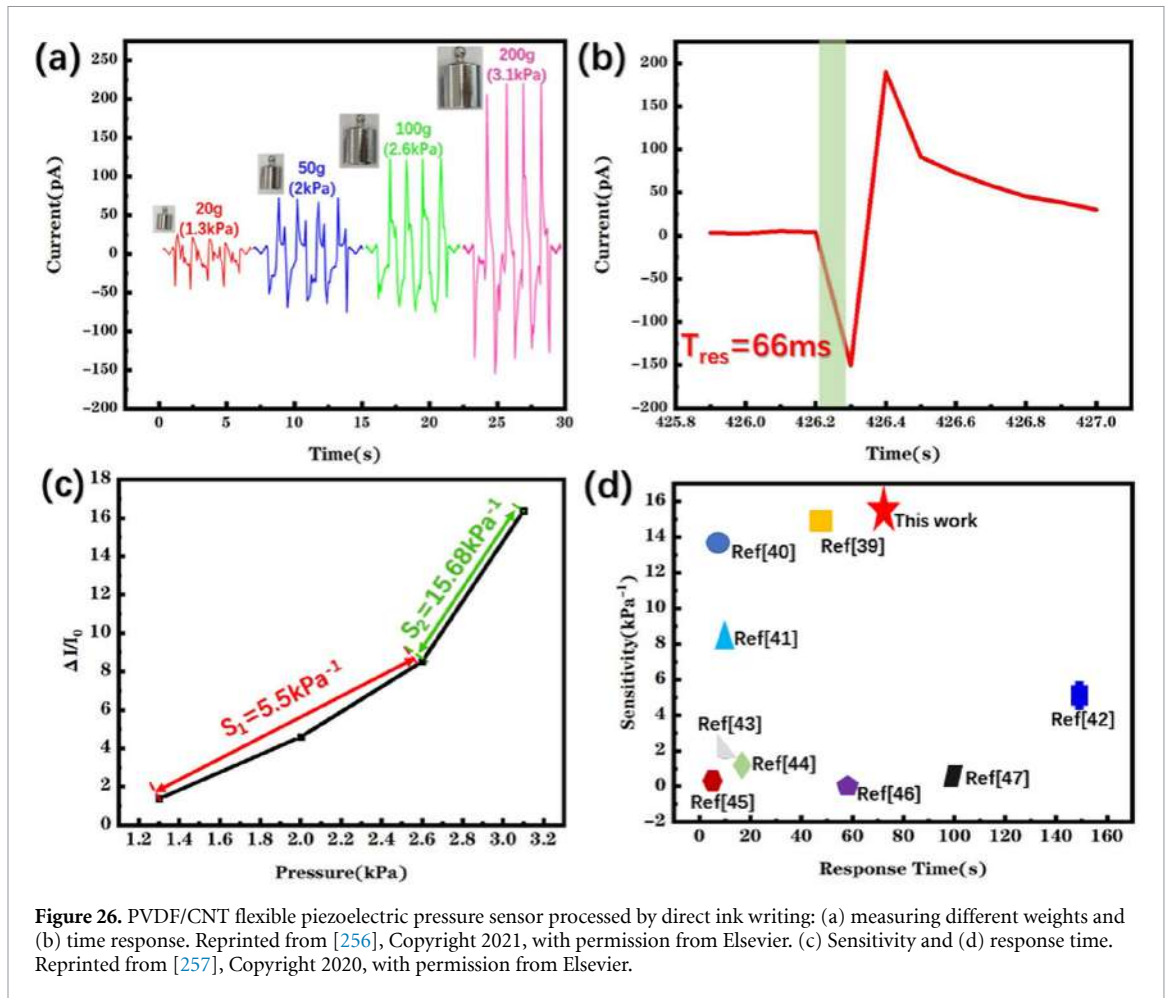 (a)
250
200
150
100
50
0
−50
−100
−150
−200
Current(pA)
0 5 10 15 20 25 30
Time(s)
20g
(1.3kPa)
50g
(2kPa)
100g
(2.6kPa)
200g
(3.1kPa)
(b)
200
150
100
50
0
−50
−100
−150
−200
Current(pA)
425.8 426.0 426.2 426.4 426.6 426.8 427.0
Time(s)
Tres=66ms
(c)
18
16
14
12
10
8
6
4
2
0
ΔI/I0
1.2 1.4 1.6 1.8 2.0 2.2 2.4 2.6 2.8 3.0 3.2
Pressure(kPa)
S1=5.5kPa-1
S2=15.68kPa-1
(d)
16
14
12
10
8
6
4
2
0
−2
Sensitivity(kPa-1)
0 20 40 60 80 100 120 140 160
Response Time(s)
This work
Ref[39]
Ref[40]
Ref[41]
Ref[42]
Ref[43]
Ref[44]
Ref[45]
Ref[46]
Ref[47]
Figure 26. PVDF/CNT flexible piezoelectric pressure sensor processed by direct ink writing: (a) measuring different weights and
(b) time response. Reprinted from [256], Copyright 2021, with permission from Elsevier. (c) Sensitivity and (d) response time.
Reprinted from [257], Copyright 2020, with permission from Elsevier.